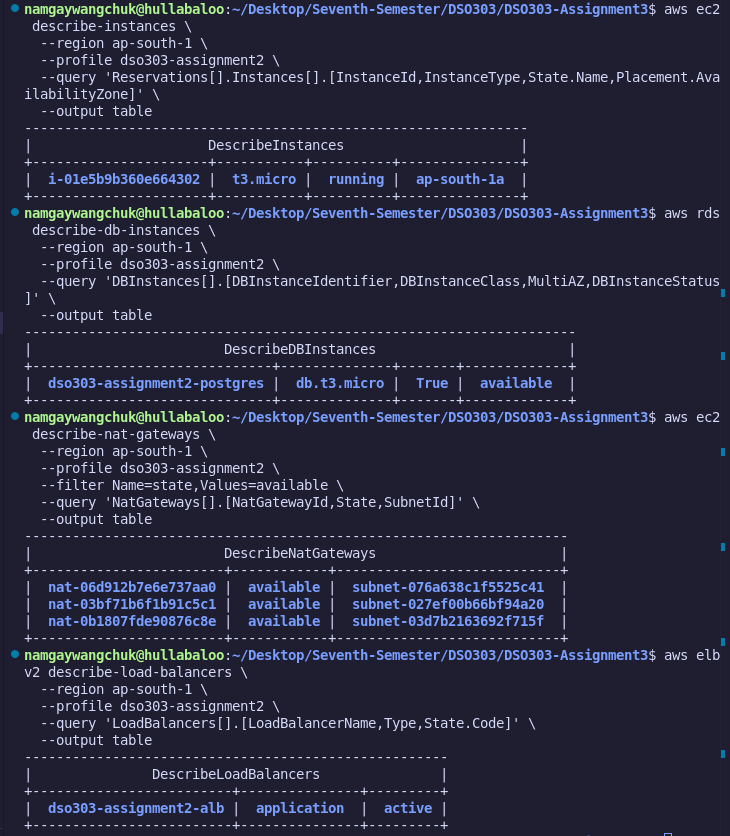 namgaywangchuk@hullabaloo:~/Desktop/Seventh-Semester/DSO303/DSO303-Assignment3$ aws ec2
 describe-instances \
  --region ap-south-1 \
  --profile dso303-assignment2 \
  --query 'Reservations[].Instances[].[InstanceId,InstanceType,State.Name,Placement.Ava
ilabilityZone]' \
  --output table
---------------------------------------------------------------
|                      DescribeInstances                      |
+----------------------+-----------+----------+---------------+
|  i-01e5b9b360e664302 |  t3.micro |  running |  ap-south-1a  |
+----------------------+-----------+----------+---------------+
namgaywangchuk@hullabaloo:~/Desktop/Seventh-Semester/DSO303/DSO303-Assignment3$ aws rds
 describe-db-instances \
  --region ap-south-1 \
  --profile dso303-assignment2 \
  --query 'DBInstances[].[DBInstanceIdentifier,DBInstanceClass,MultiAZ,DBInstanceStatus
]' \
  --output table
---------------------------------------------------------------------
|                        DescribeDBInstances                        |
+------------------------------+--------------+-------+-------------+
|  dso303-assignment2-postgres |  db.t3.micro |  True |  available  |
+------------------------------+--------------+-------+-------------+
namgaywangchuk@hullabaloo:~/Desktop/Seventh-Semester/DSO303/DSO303-Assignment3$ aws ec2
 describe-nat-gateways \
  --region ap-south-1 \
  --profile dso303-assignment2 \
  --filter Name=state,Values=available \
  --query 'NatGateways[].[NatGatewayId,State,SubnetId]' \
  --output table
--------------------------------------------------------------------
|                        DescribeNatGateways                       |
+------------------------+------------+----------------------------+
|  nat-06d912b7e6e737aa0 |  available |  subnet-076a638c1f5525c41  |
|  nat-03bf71b6f1b91c5c1 |  available |  subnet-027ef00b66bf94a20  |
|  nat-0b1807fde90876c8e |  available |  subnet-03d7b2163692f715f  |
+------------------------+------------+----------------------------+
namgaywangchuk@hullabaloo:~/Desktop/Seventh-Semester/DSO303/DSO303-Assignment3$ aws elb
v2 describe-load-balancers \
  --region ap-south-1 \
  --profile dso303-assignment2 \
  --query 'LoadBalancers[].[LoadBalancerName,Type,State.Code]' \
  --output table
-----------------------------------------------------
|               DescribeLoadBalancers               |
+-------------------------+---------------+---------+
|  dso303-assignment2-alb |  application  |  active |
+-------------------------+---------------+---------+